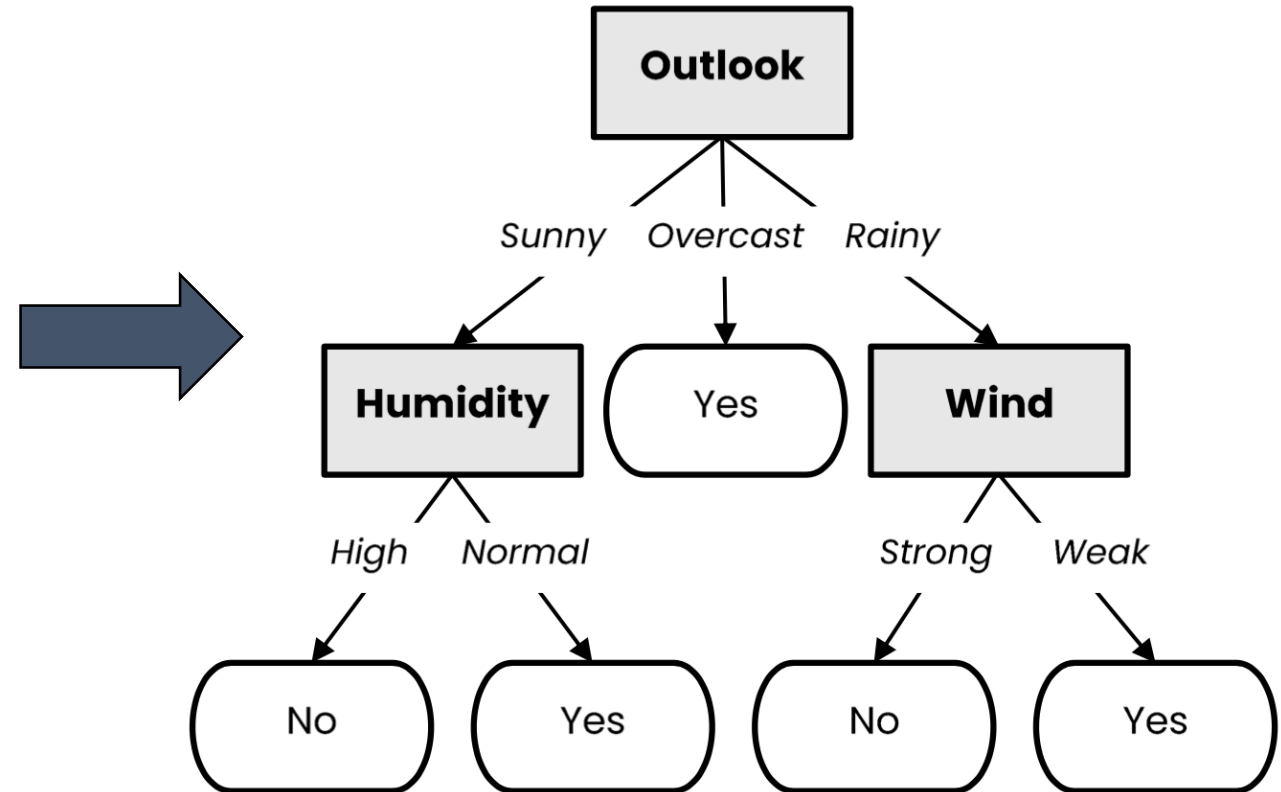 Outlook
Sunny Overcast Rainy
Humidity Yes Wind
High Normal Strong Weak
No Yes No Yes